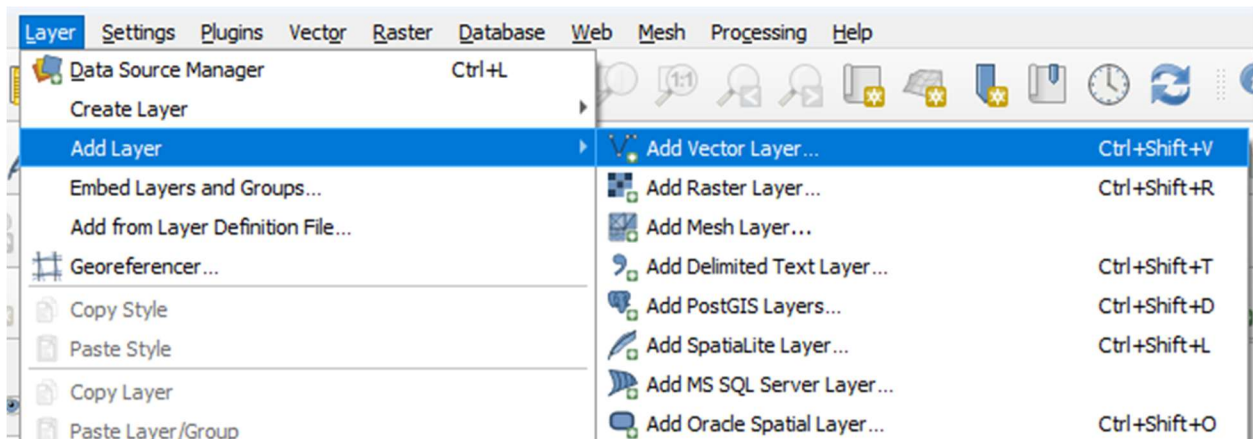 Layer Settings Plugins Vector Raster Database Web Mesh Processing Help
Data Source Manager Ctrl+L
Create Layer
Add Layer
Embed Layers and Groups...
Add from Layer Definition File...
Georeferencer...
Copy Style
Paste Style
Copy Layer
Paste Layer/Group
1:1
Add Vector Layer... Ctrl+Shift+V
Add Raster Layer... Ctrl+Shift+R
Add Mesh Layer...
Add Delimited Text Layer... Ctrl+Shift+T
Add PostGIS Layers... Ctrl+Shift+D
Add SpatiaLite Layer... Ctrl+Shift+L
Add MS SQL Server Layer...
Add Oracle Spatial Layer... Ctrl+Shift+O